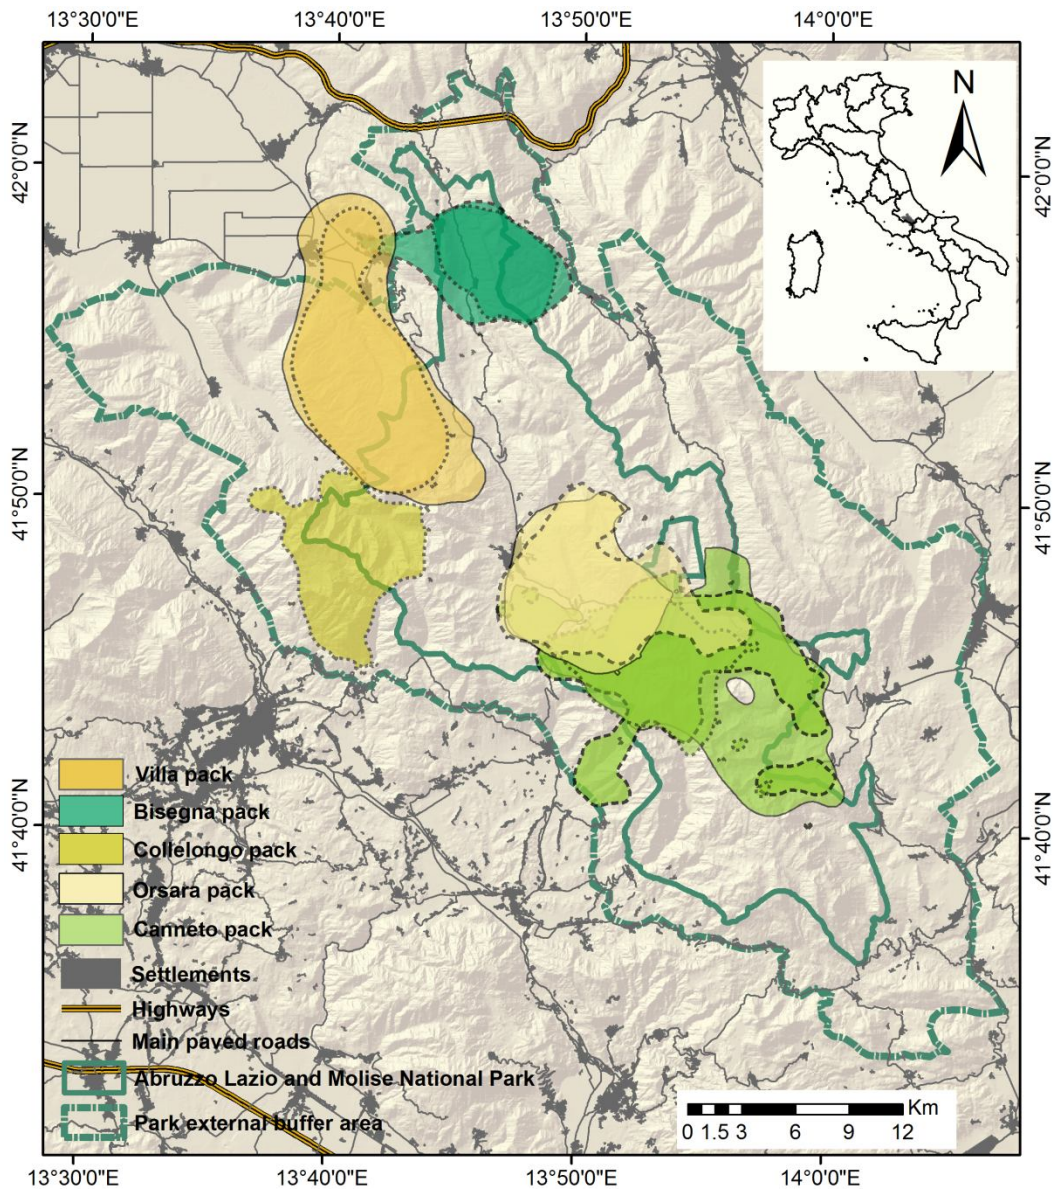 13°30'0"E 13°40'0"E 13°50'0"E 14°0'0"E
N
42°0'0"N
42°0'0"N
41°50'0"N
41°50'0"N
41°40'0"N
41°40'0"N
Villa pack
Bisegna pack
Collelongo pack
Orsara pack
Canneto pack
Settlements
Highways
Main paved roads
Abruzzo Lazio and Molise National Park
Park external buffer area
Km
0 1.5 3 6 9 12
13°30'0"E 13°40'0"E 13°50'0"E 14°0'0"E